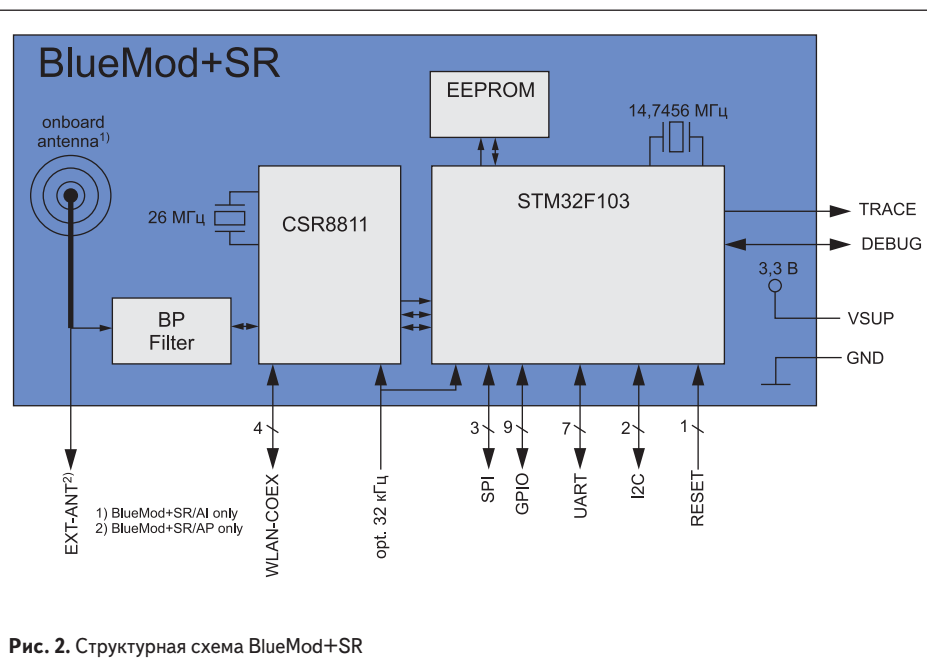 BlueMod+SR
EEPROM
14,7456 МГц
onboard
antenna1)
26 МГц
CSR8811
STM32F103
TRACE
DEBUG
3,3 В
VSUP
GND
BP
Filter
4
3
9
7
2
1
EXT-ANT2)
WLAN-COEX
opt. 32 кГц
SPI
GPIO
UART
I2C
RESET
1) BlueMod+SR/AI only
2) BlueMod+SR/AP only
Рис. 2. Структурная схема BlueMod+SR